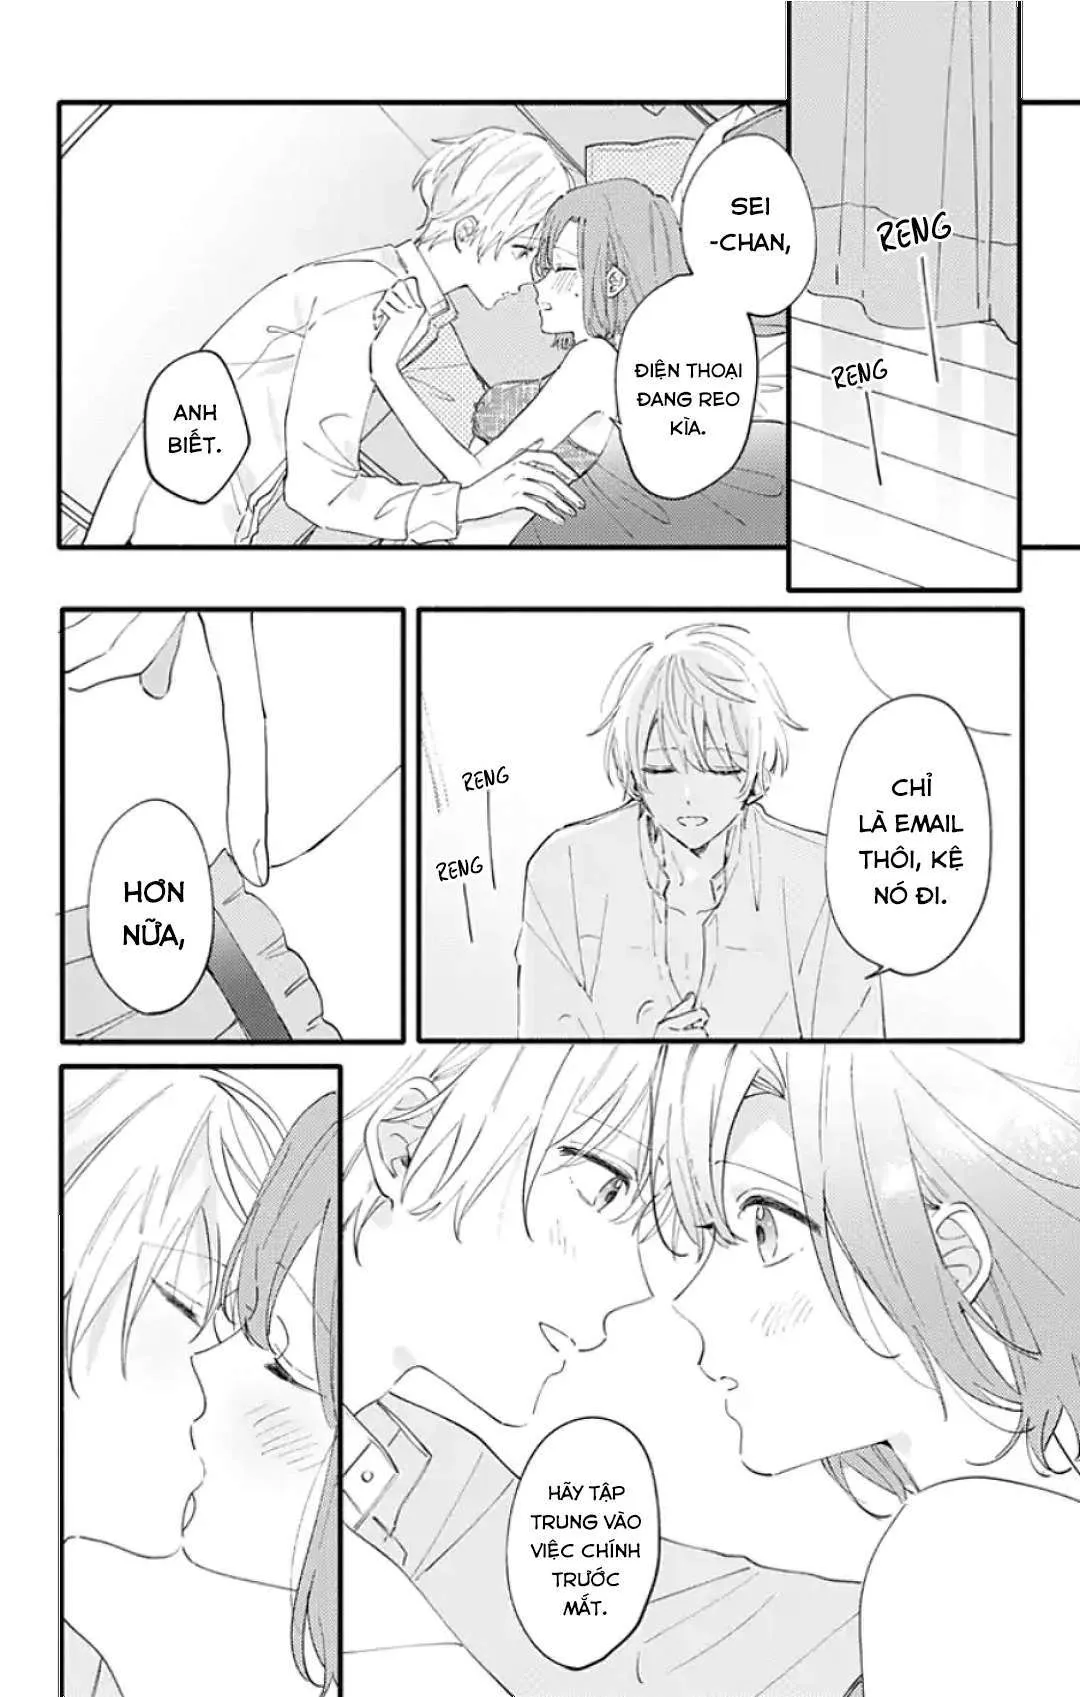 RENG
RENG
SEI
-CHAN,
ĐIỆN THOẠI
ĐANG REO
KÌA.
ANH
BIẾT.
CHỈ
LÀ EMAIL
THÔI, KỆ
NÓ ĐI.
RENG
RENG
HƠN
NỮA,
HÃY TẬP
TRUNG VÀO
VIỆC CHÍNH
TRƯỚC
MẮT.